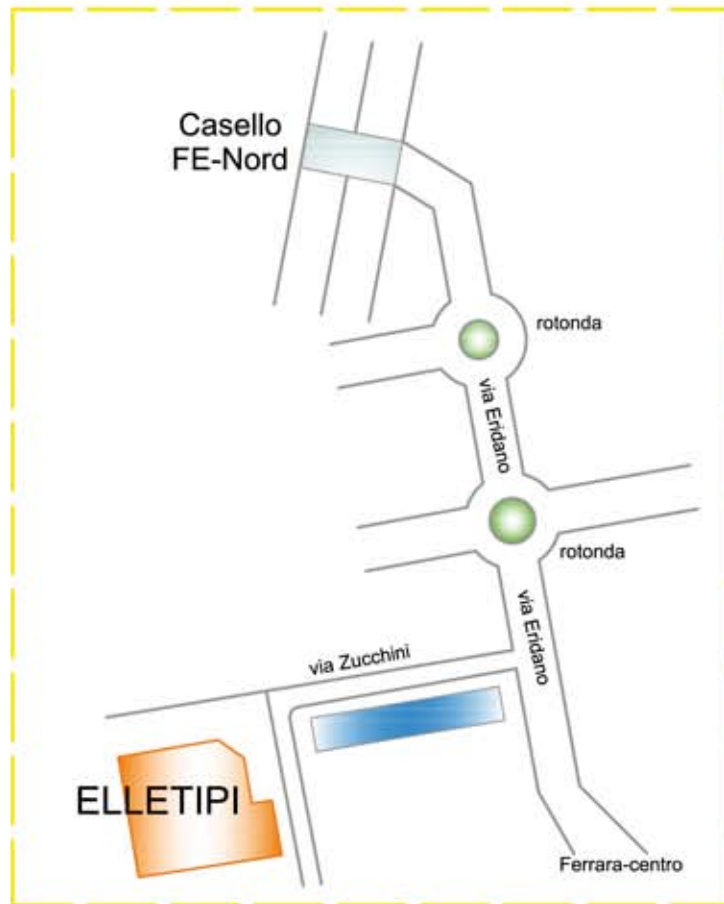 Casello
FE-Nord
rotonda
via Eridano
rotonda
via Eridano
via Zucchini
ELLETIPI
Ferrara-centro